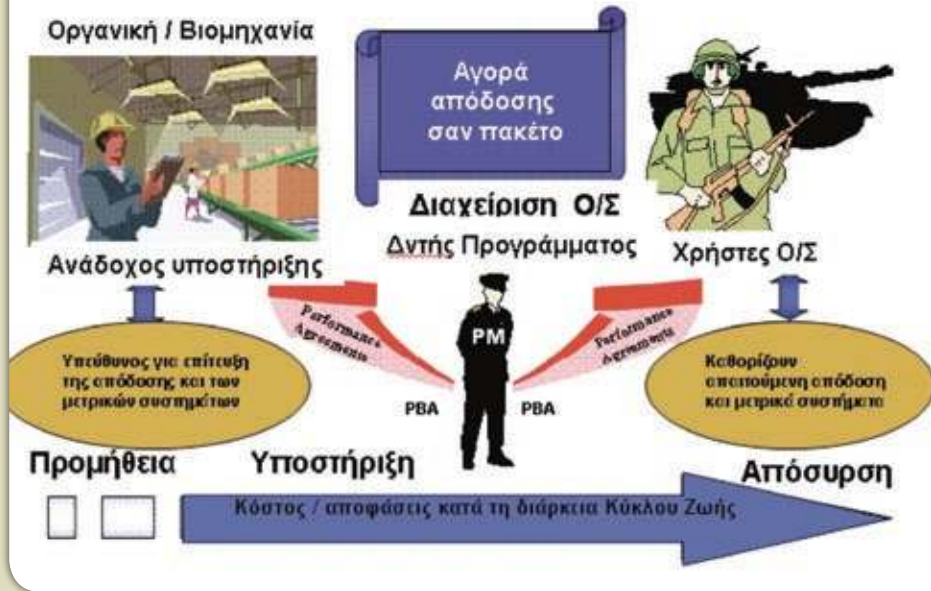 Οργανική / Βιομηχανία
Αγορά
απόδοσης
σαν πακέτο
Διαχείριση Ο/Σ
Δντής Προγράμματος
Ανάδοχος υποστήριξης
Χρήστες Ο/Σ
Performance
Agreements
PM
Performance
Agreements
Υπεύθυνος για επίτευξη
της απόδοσης και των
μετρικών συστημάτων
PBA
PBA
Καθορίζουν
απαιτούμενη απόδοση
και μετρικά συστήματα
Προμήθεια
Υποστήριξη
Απόσυρση
Κόστος / αποφάσεις κατά τη διάρκεια Κύκλου Ζωής